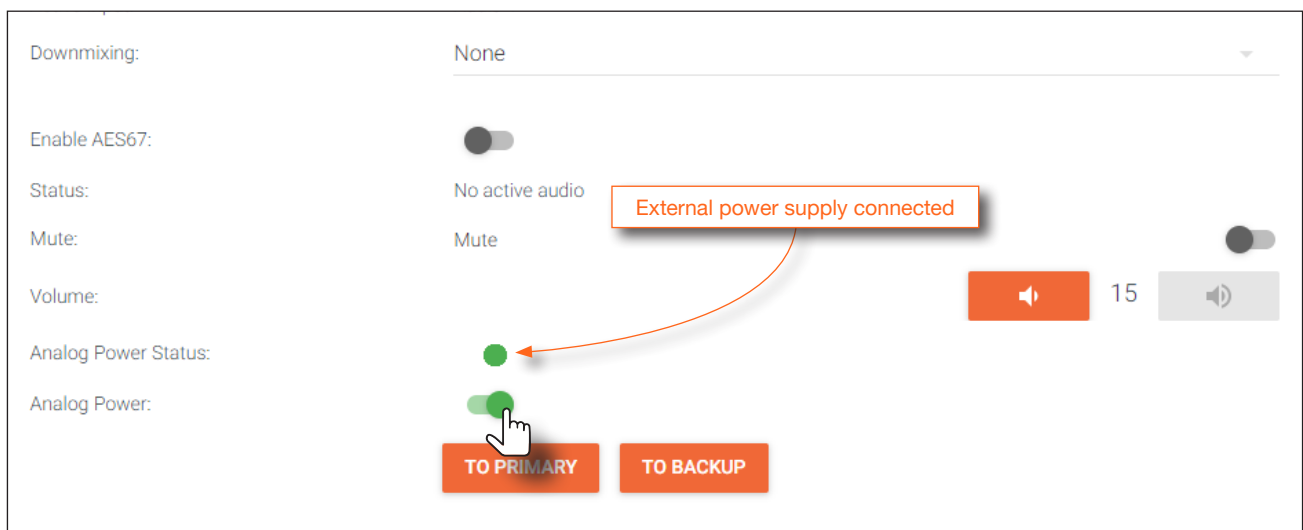 Downmixing: None
Enable AES67:
Status: No active audio
External power supply connected
Mute: Mute
Volume: 15
Analog Power Status:
Analog Power:
TO PRIMARY TO BACKUP